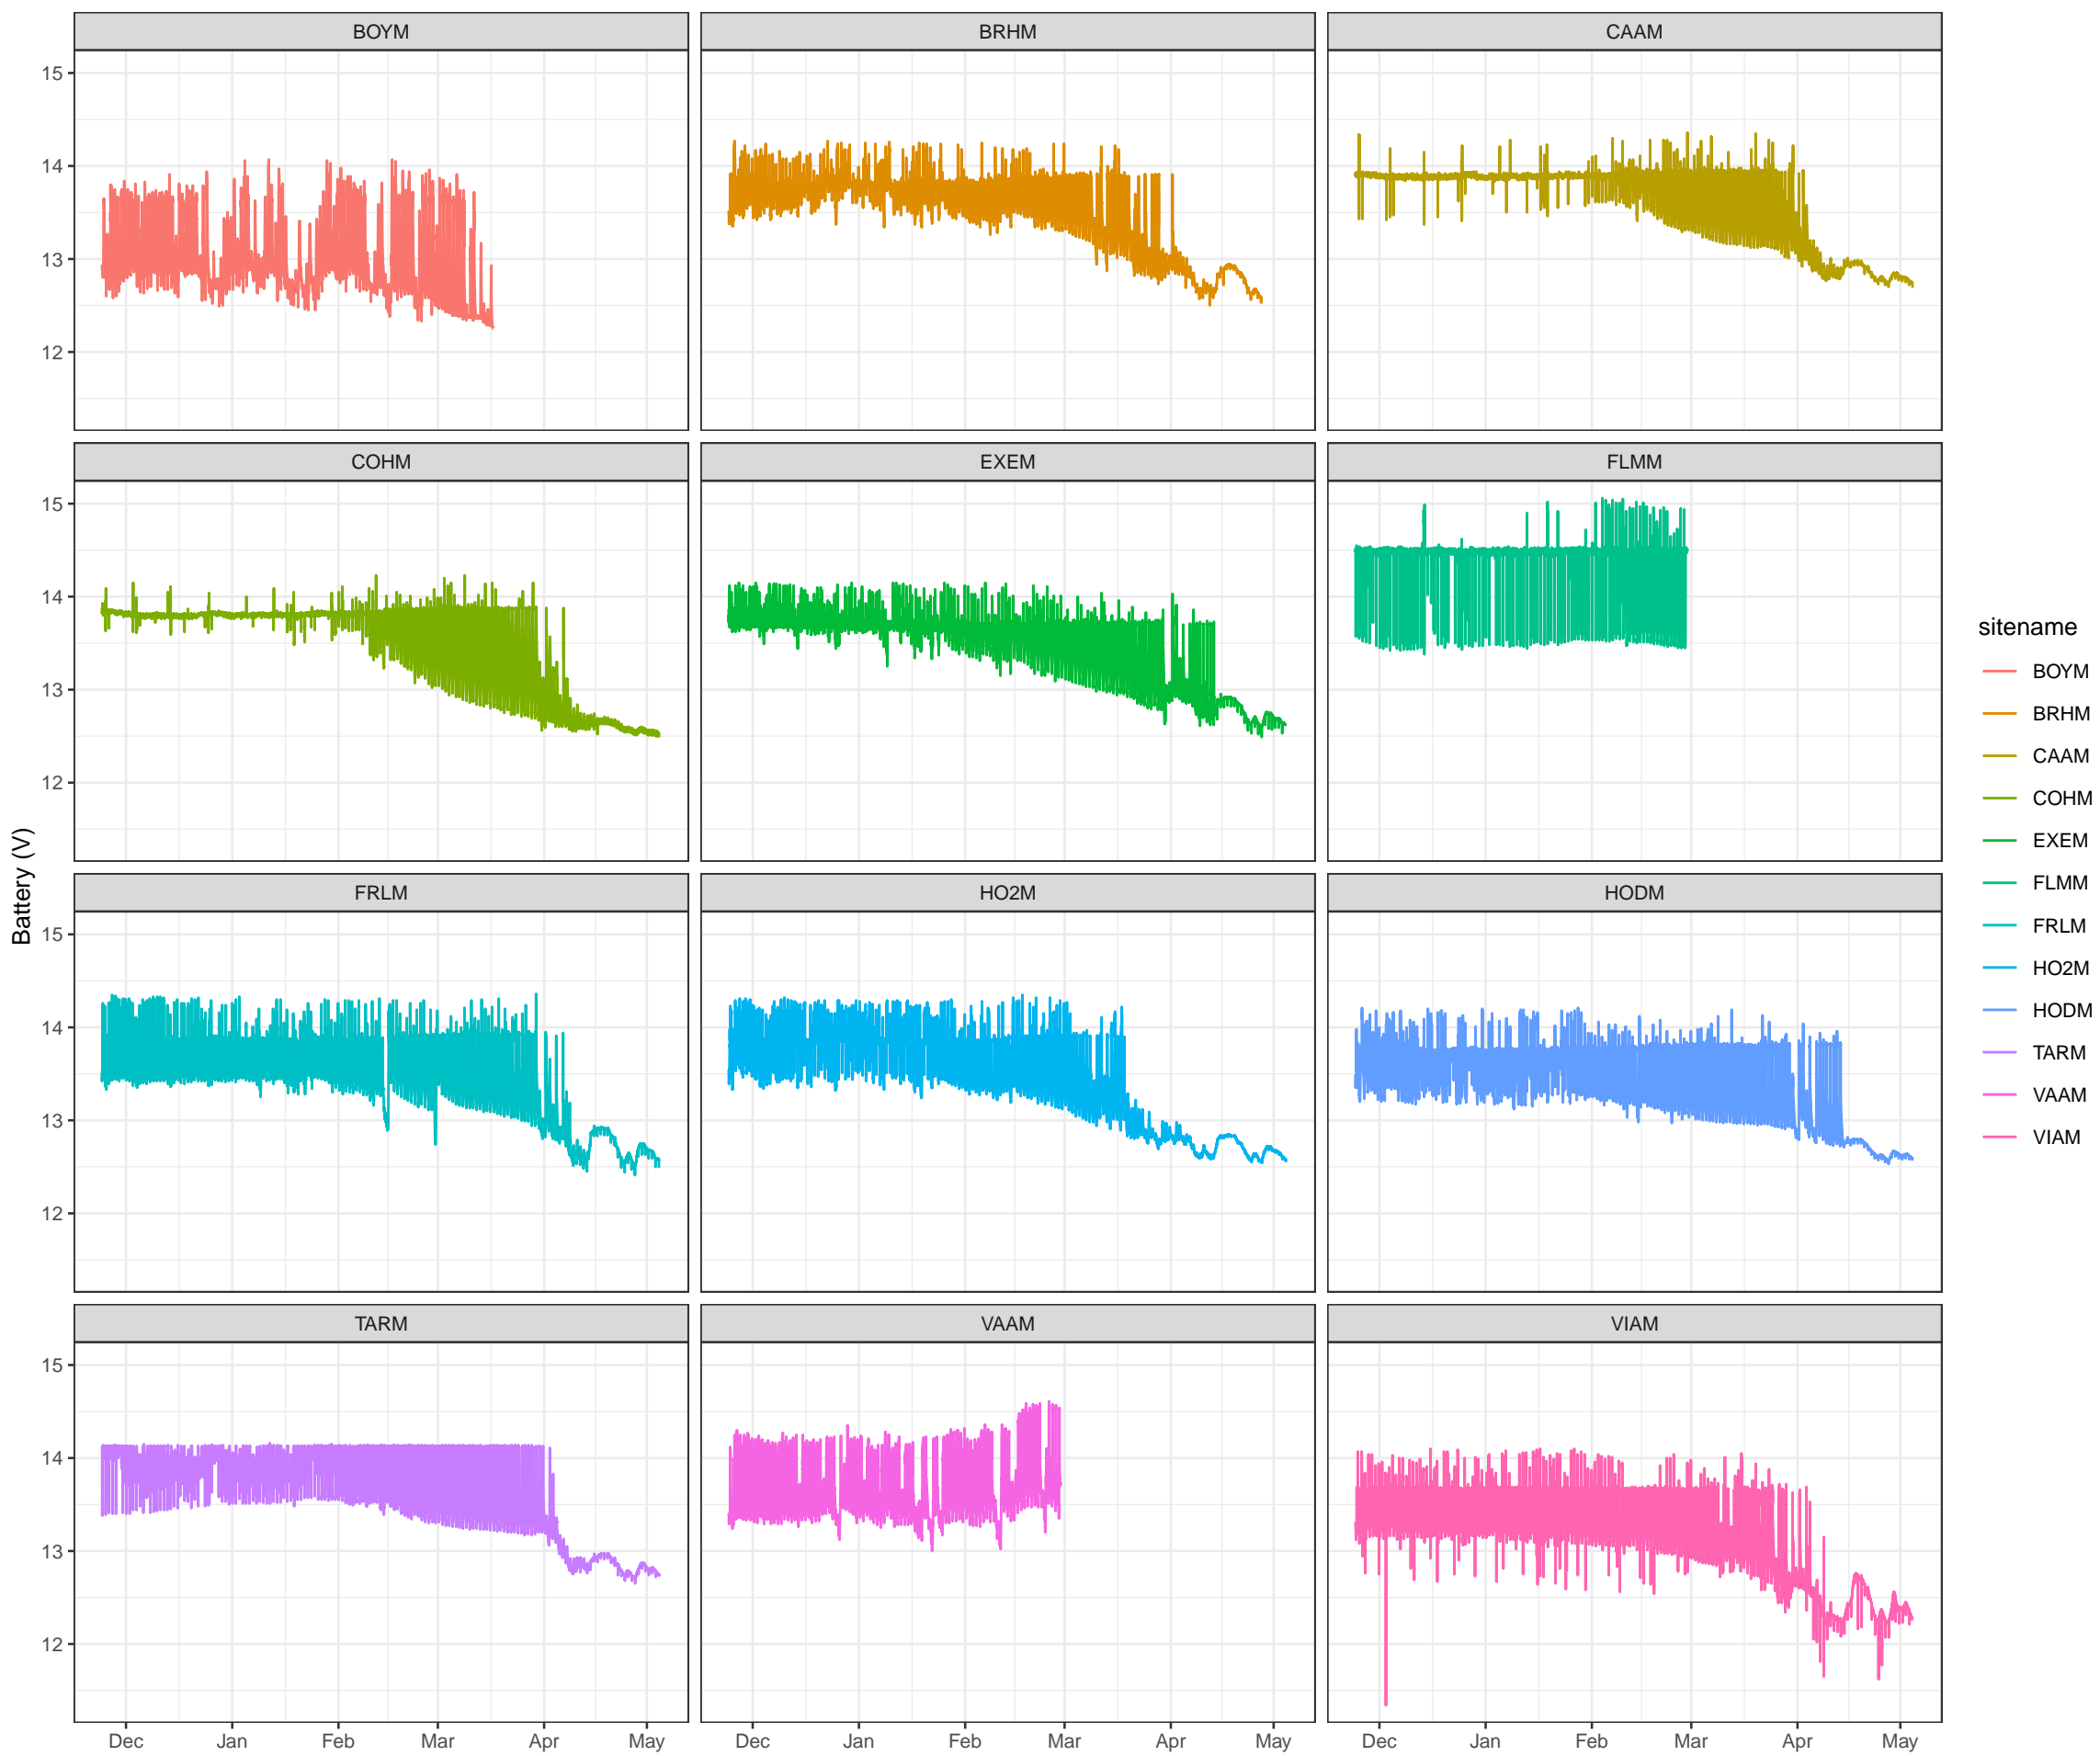 BOYM BRHM CAAM
15
14
13
12
COHM EXEM FLMM
15
14
13
12
FRLM HO2M HODM
15
14
13
12
TARM VAAM VIAM
15
14
13
12
Dec Jan Feb Mar Apr May Dec Jan Feb Mar Apr May Dec Jan Feb Mar Apr May
Battery (V)
sitename
BOYM
BRHM
CAAM
COHM
EXEM
FLMM
FRLM
HO2M
HODM
TARM
VAAM
VIAM